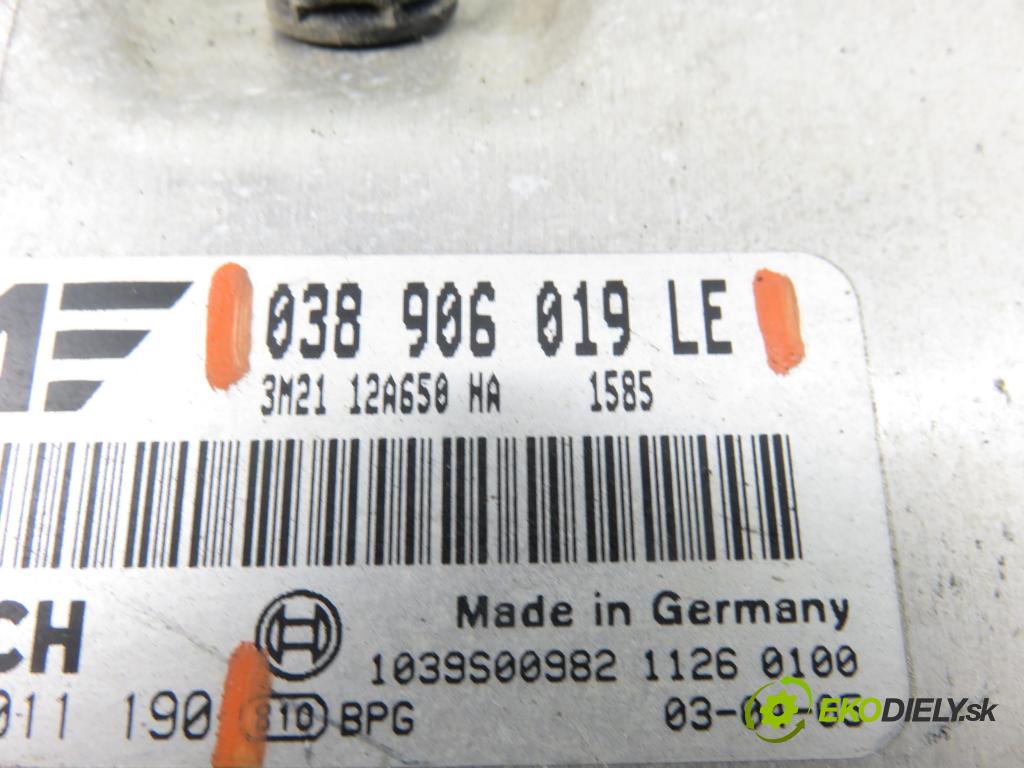 038 906 019 LE
3M21 12A650 HA 1585
CH Made in Germany
1039S00982 1126 0100
011 190 810 BPG 03-
EKODIELY.sk